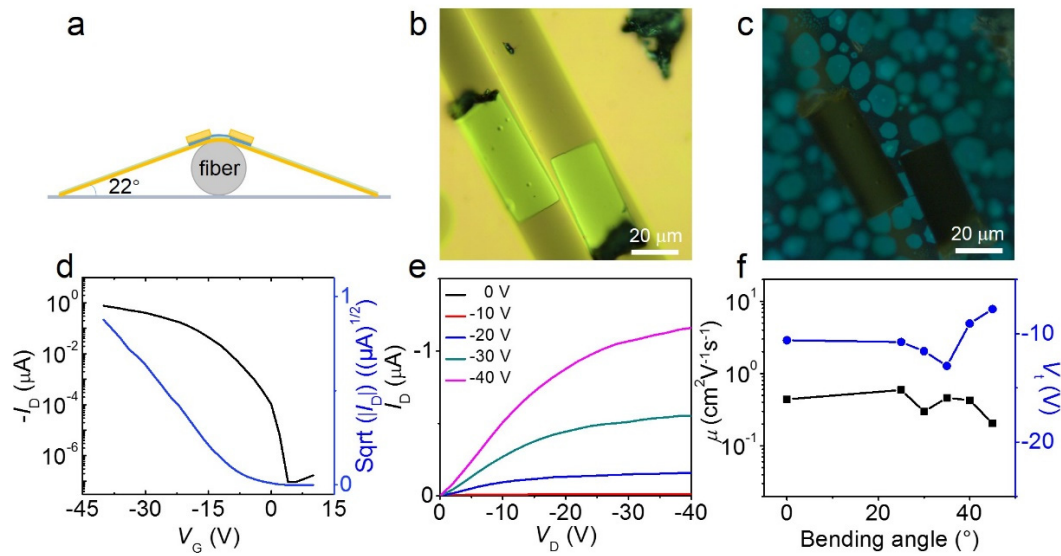 a
fiber
22°
b
20 μm
c
20 μm
d
-I_D (μA)
10^0
10^-2
10^-4
10^-6
-45
-30
-15
0
15
V_G (V)
Sqrt (|I_D|) ((μA)^1/2)
1
0
e
I_D (μA)
-1
0
0 V
-10 V
-20 V
-30 V
-40 V
0
-10
-20
-30
-40
V_D (V)
f
μ (cm²V⁻¹s⁻¹)
10^1
10^0
10^-1
0
20
40
Bending angle (°)
-10
-20
V_t (V)